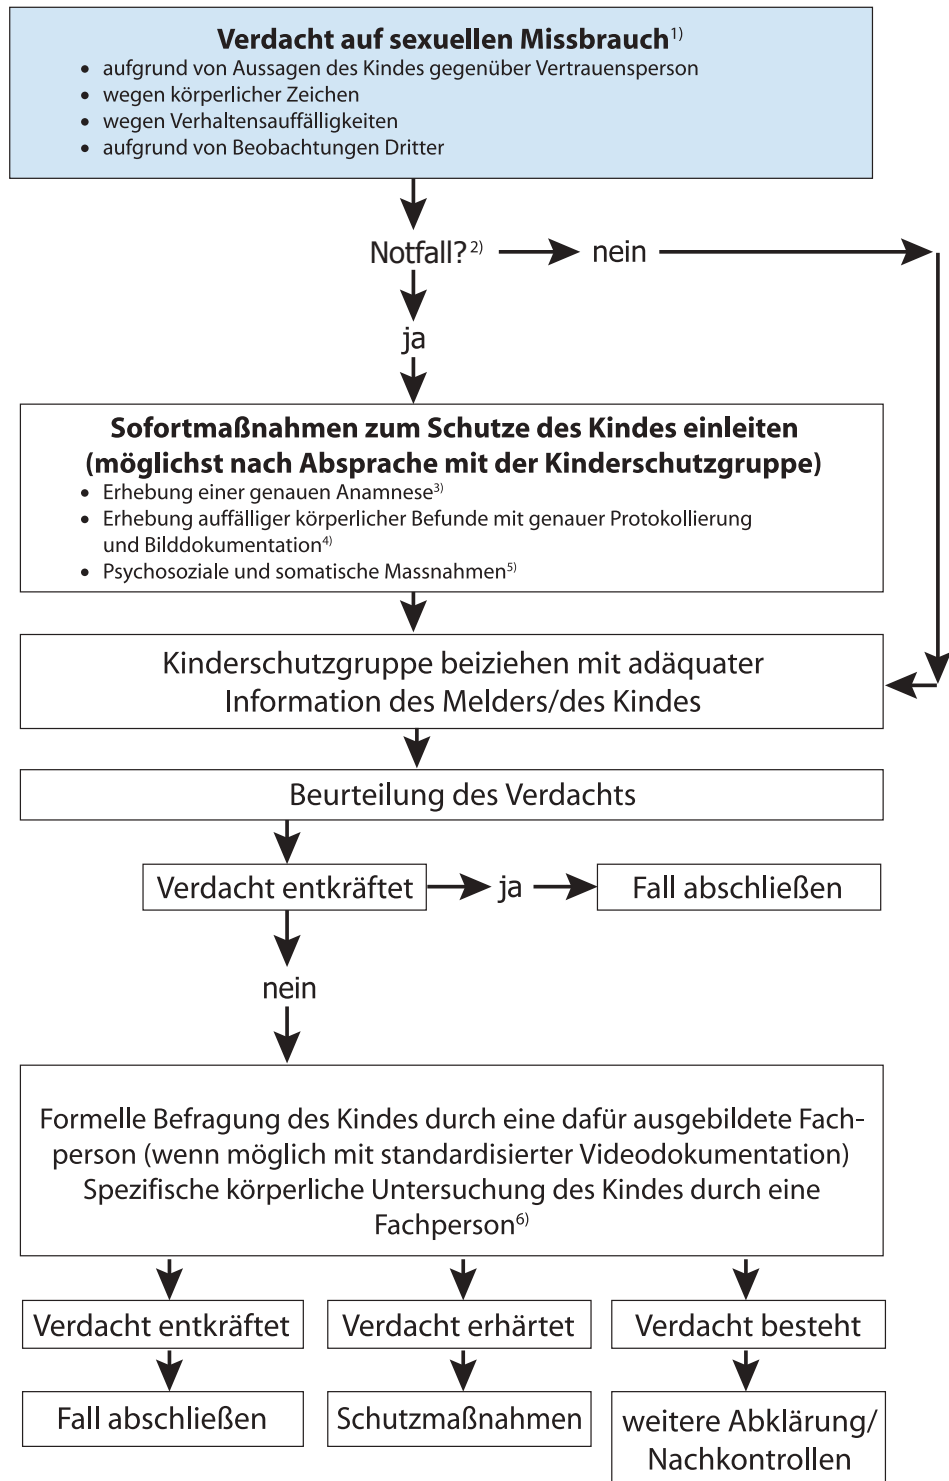 Verdacht auf sexuellen Missbrauch1)
• aufgrund von Aussagen des Kindes gegenüber Vertrauensperson
• wegen körperlicher Zeichen
• wegen Verhaltensauffälligkeiten
• aufgrund von Beobachtungen Dritter
Notfall?2) nein
ja
Sofortmaßnahmen zum Schutze des Kindes einleiten
(möglichst nach Absprache mit der Kinderschutzgruppe)
• Erhebung einer genauen Anamnese3)
• Erhebung auffälliger körperlicher Befunde mit genauer Protokollierung
und Bilddokumentation4)
• Psychosoziale und somatische Massnahmen5)
Kinderschutzgruppe beiziehen mit adäquater
Information des Melders/des Kindes
Beurteilung des Verdachts
Verdacht entkräftet ja Fall abschließen
nein
Formelle Befragung des Kindes durch eine dafür ausgebildete Fach-
person (wenn möglich mit standardisierter Videodokumentation)
Spezifische körperliche Untersuchung des Kindes durch eine
Fachperson6)
Verdacht entkräftet Verdacht erhärtet Verdacht besteht
Fall abschließen Schutzmaßnahmen weitere Abklärung/
Nachkontrollen